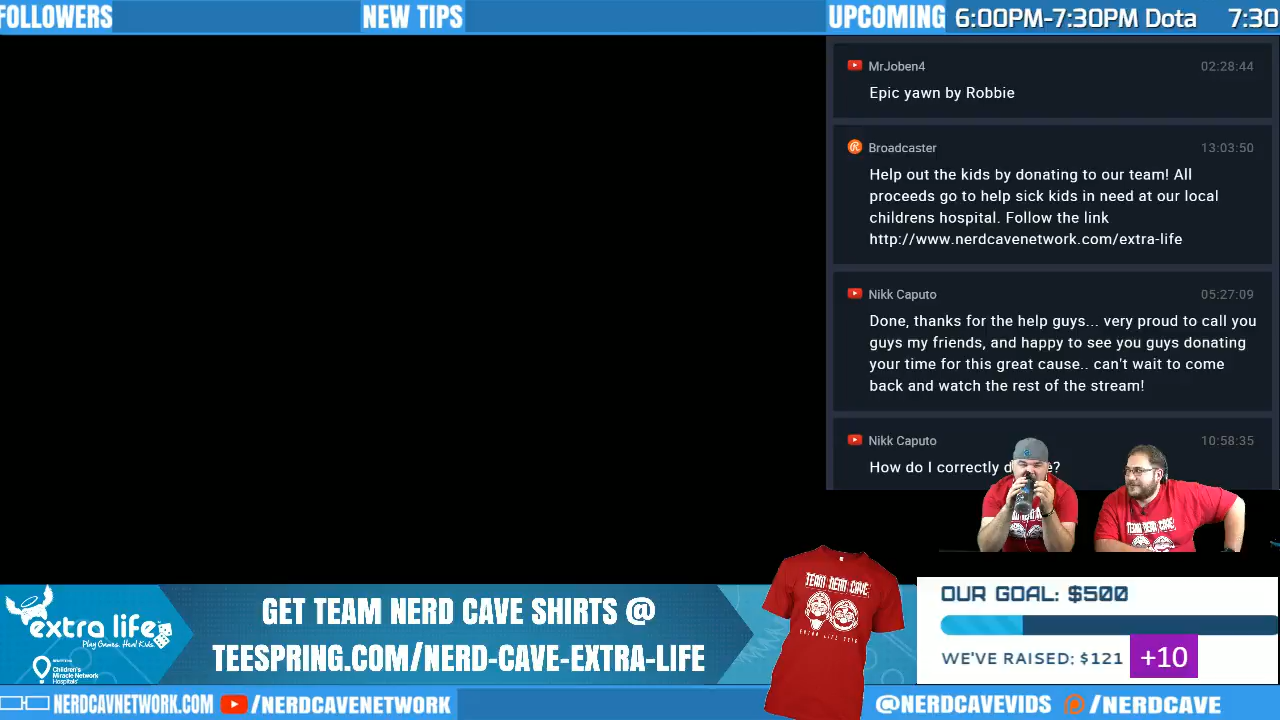 FOLLOWERS
NEW TIPS
UPCOMING 6:00PM-7:30PM Dota 7:30
MrJoben4 02:28:44
Epic yawn by Robbie
Broadcaster 13:03:50
Help out the kids by donating to our team! All
proceeds go to help sick kids in need at our local
childrens hospital. Follow the link
http://www.nerdcavenetwork.com/extra-life
Nikk Caputo 05:27:09
Done, thanks for the help guys... very proud to call you
guys my friends, and happy to see you guys donating
your time for this great cause.. can't wait to come
back and watch the rest of the stream!
Nikk Caputo 10:58:35
How do I correctly
TEAM NERD CAVE
extra life
Play Games. Heal Kids.
Children's
Miracle Network
Hospitals
GET TEAM NERD CAVE SHIRTS @
TEESPRING.COM/NERD-CAVE-EXTRA-LIFE
TEAM NERD CAVE
EXTRA LIFE 2016
OUR GOAL: $500
WE'VE RAISED: $121 +10
NERDCAVENETWORK.COM /NERDCAVENETWORK @NERDCAVEVIDS /NERDCAVE